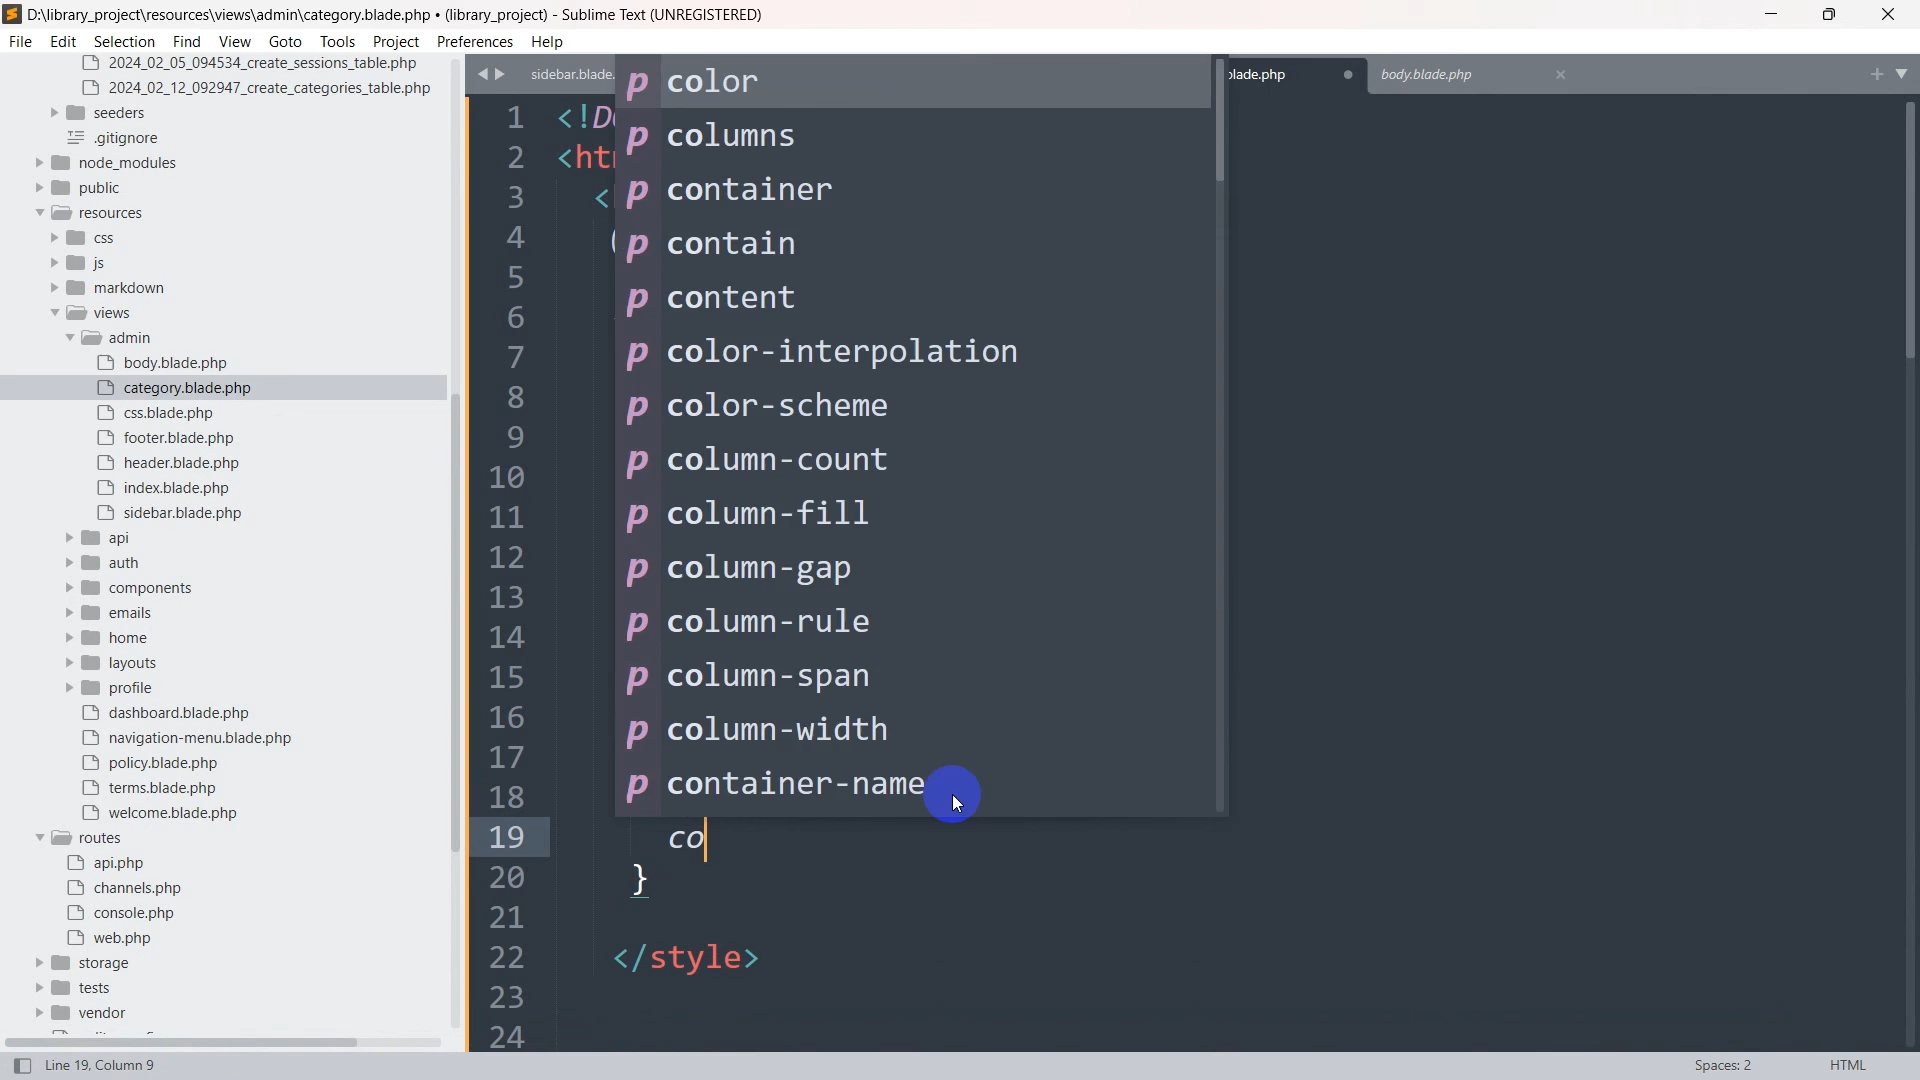 D:\library_project\resources\views\admin\category.blade.php • (library_project) - Sublime Text (UNREGISTERED)
File Edit Selection Find View Goto Tools Project Preferences Help
2024_02_05_094534_create_sessions_table.php
2024_02_12_092947_create_categories_table.php
seeders
.gitignore
node_modules
public
resources
css
js
markdown
views
admin
body.blade.php
category.blade.php
css.blade.php
footer.blade.php
header.blade.php
index.blade.php
sidebar.blade.php
api
auth
components
emails
home
layouts
profile
dashboard.blade.php
navigation-menu.blade.php
policy.blade.php
terms.blade.php
welcome.blade.php
routes
api.php
channels.php
console.php
web.php
storage
tests
vendor
sidebar.blade. lade.php body.blade.php
1 <!D
2 <ht
3 <
4 (
5
6
7
8
9
10
11
12
13
14
15
16
17
18
19 co
20 }
21
22 </style>
23
24
p color
p columns
p container
p contain
p content
p color-interpolation
p color-scheme
p column-count
p column-fill
p column-gap
p column-rule
p column-span
p column-width
p container-name
Line 19, Column 9 Spaces: 2 HTML